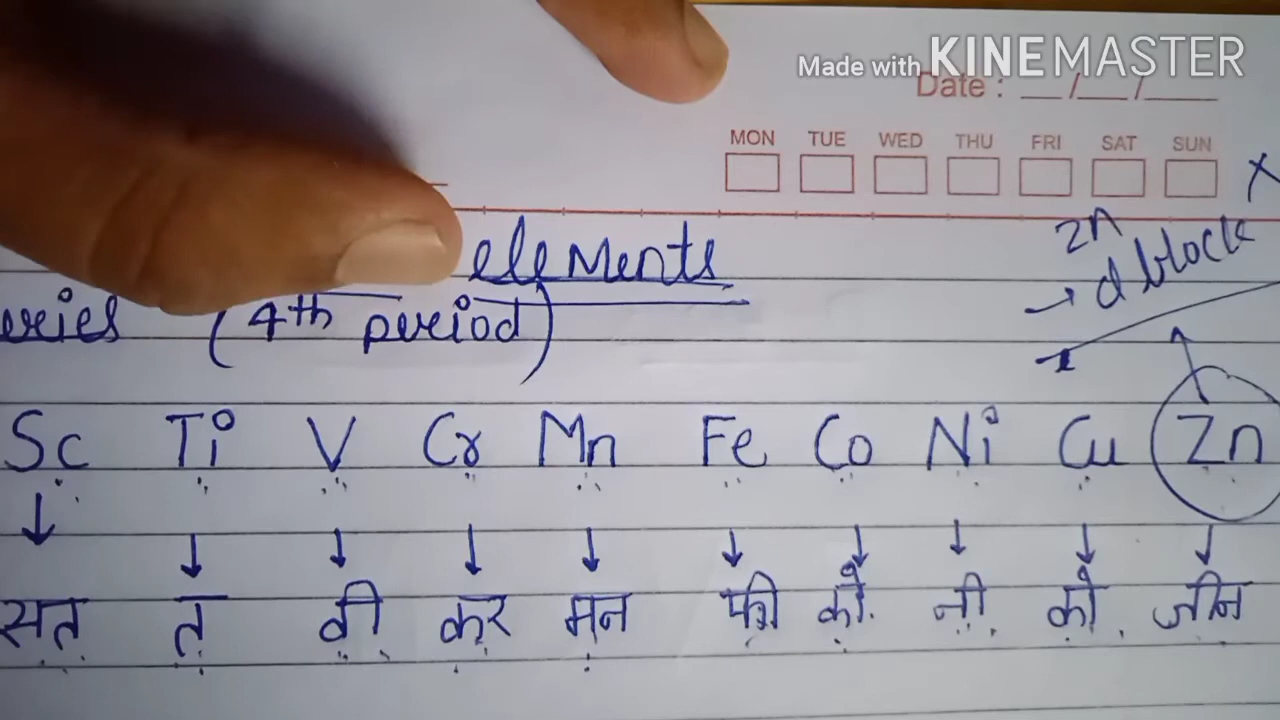 Made with KINEMASTER
Date : __/__/____
MON TUE WED THU FRI SAT SUN
elements
eries (4th period)
Zn
→ d block
Sc Ti V Cr Mn Fe Co Ni Cu Zn
सत त वी कर मन फी को नी को जीन